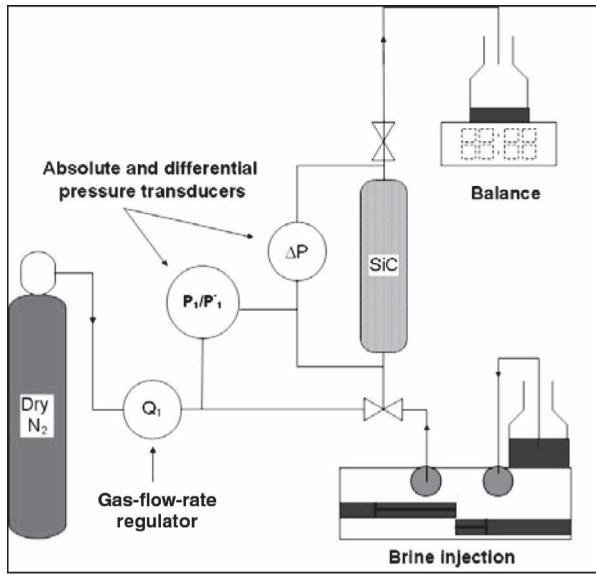 Absolute and differential
pressure transducers
Balance
ΔP
SiC
P₁/P⁻₁
Dry
N₂
Q₁
Gas-flow-rate
regulator
Brine injection